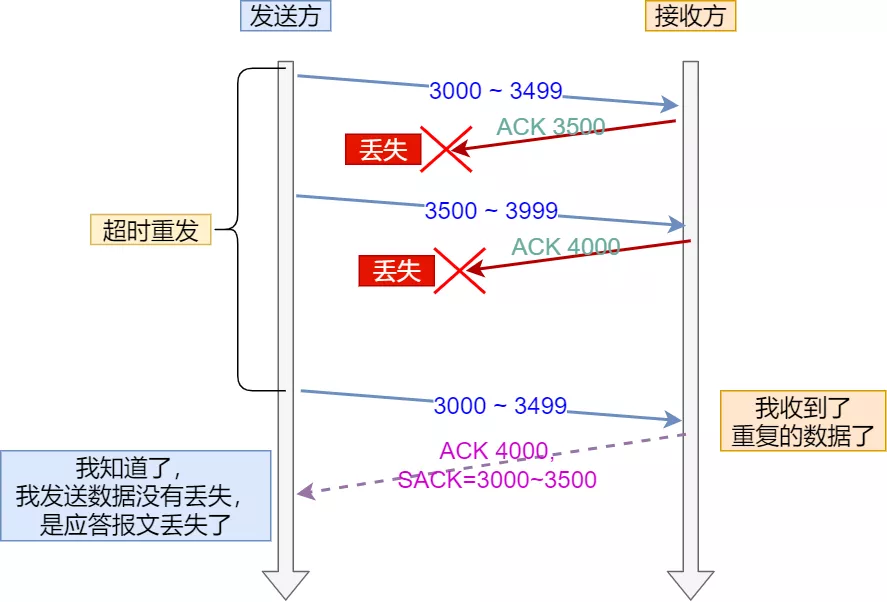 发送方
接收方
3000 ~ 3499
ACK 3500
丢失
3500 ~ 3999
超时重发
ACK 4000
丢失
3000 ~ 3499
我收到了
重复的数据了
ACK 4000,
SACK=3000~3500
我知道了，
我发送数据没有丢失，
是应答报文丢失了